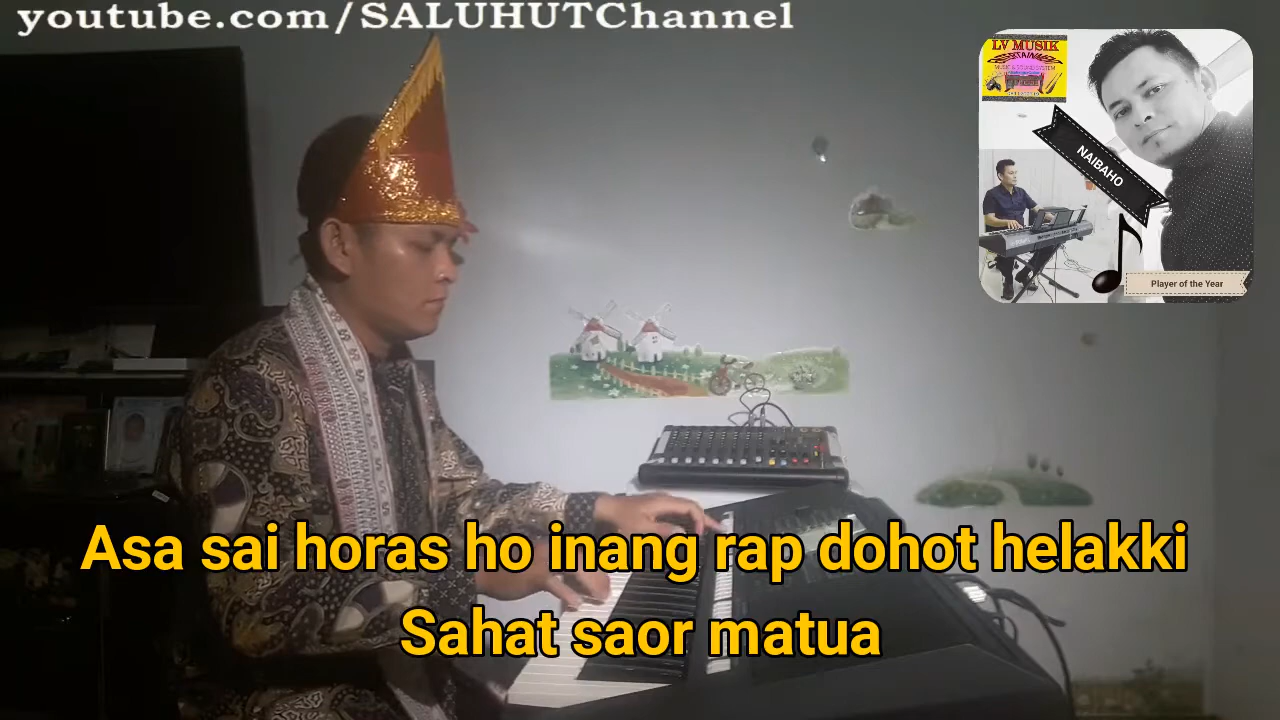 youtube.com/SALUHUTChannel
LV MUSIK
NAIBAHO
Player of the Year
Asa sai horas ho inang rap dohot helakki
Sahat saor matua